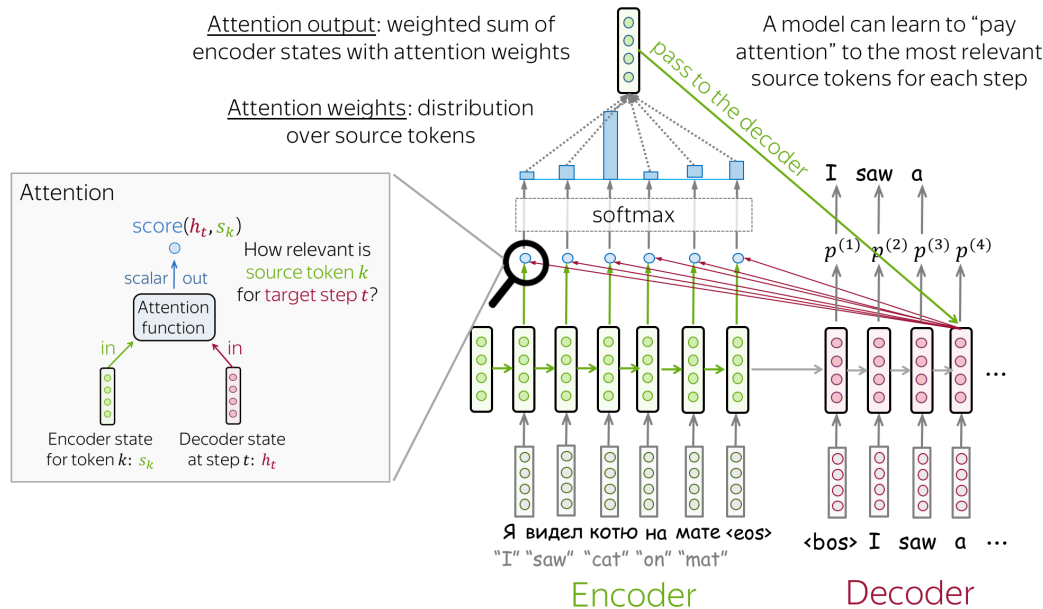 Attention output: weighted sum of
encoder states with attention weights
A model can learn to “pay
attention” to the most relevant
source tokens for each step
pass to the decoder
Attention weights: distribution
over source tokens
Attention
score(hₜ, sₖ)
How relevant is
source token k
for target step t?
scalar out
Attention
function
in in
Encoder state
for token k: sₖ
Decoder state
at step t: hₜ
softmax
I saw a
p⁽¹⁾ p⁽²⁾ p⁽³⁾ p⁽⁴⁾
...
Я видел котю на мате <eos>
“I” “saw” “cat” “on” “mat”
<bos> I saw a ...
Encoder
Decoder